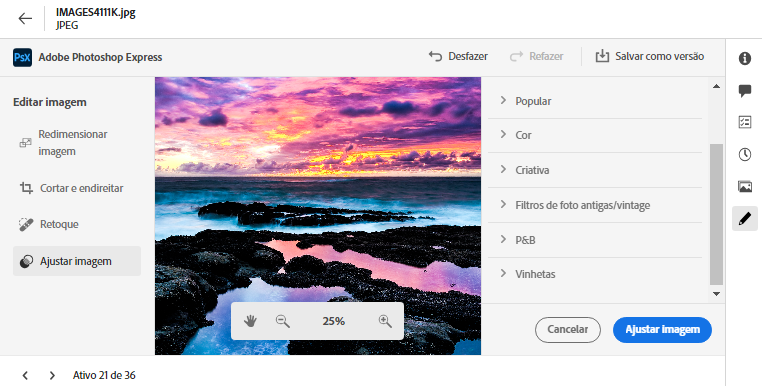 IMAGES4111K.jpg
JPEG
PsX Adobe Photoshop Express
Desfazer
Refazer
Salvar como versão
Editar imagem
Redimensionar
imagem
Cortar e endireitar
Retoque
Ajustar imagem
Popular
Cor
Criativa
Filtros de foto antigas/vintage
P&B
Vinhetas
25%
Cancelar
Ajustar imagem
Ativo 21 de 36